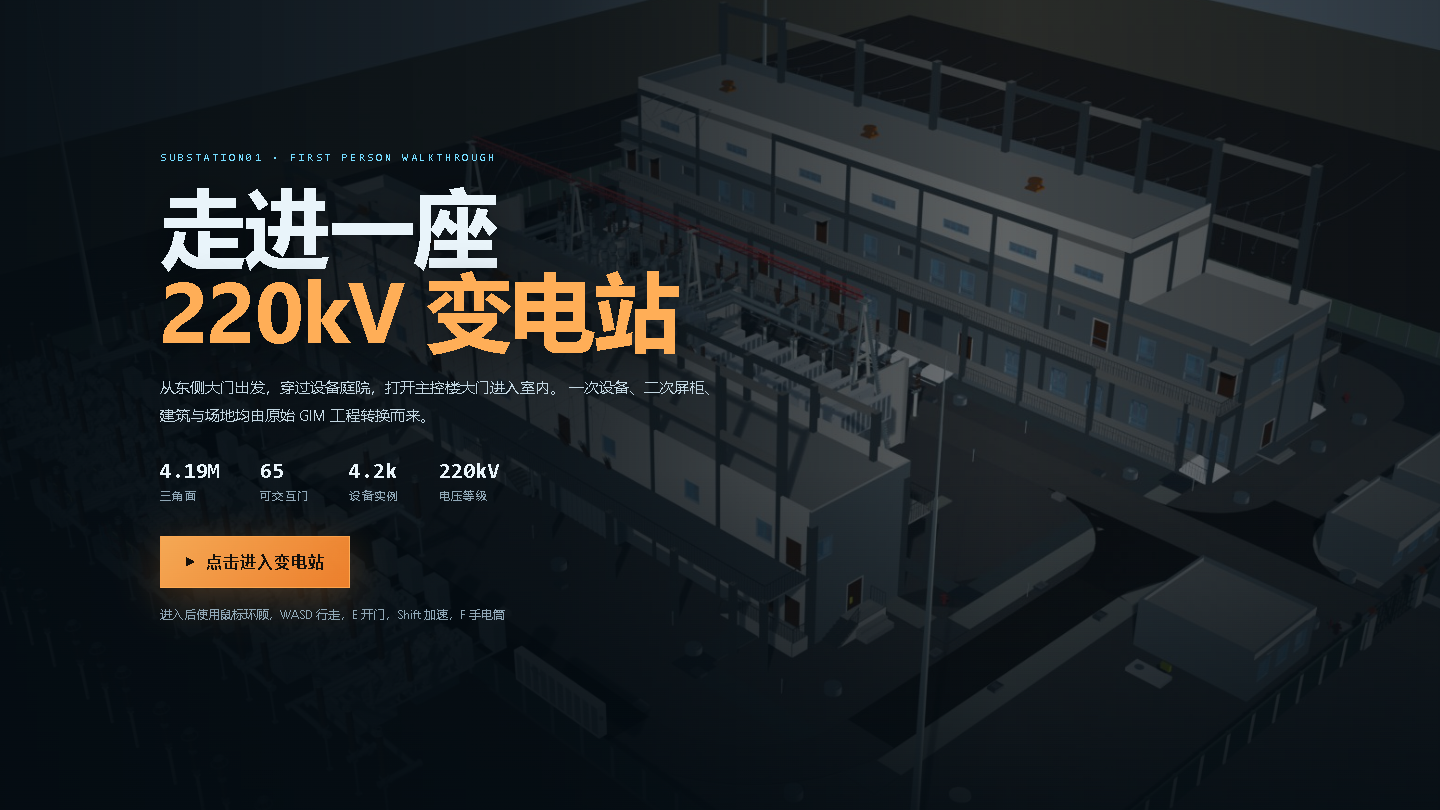 SUBSTATION01 · FIRST PERSON WALKTHROUGH
走进一座
220kV 变电站
从东侧大门出发，穿过设备庭院，打开主控楼大门进入室内。 一次设备、二次屏柜、
建筑与场地均由原始 GIM 工程转换而来。
4.19M 65 4.2k 220kV
三角面 可交互门 设备实例 电压等级
▶ 点击进入变电站
进入后使用鼠标环顾，WASD 行走，E 开门，Shift 加速，F 手电筒